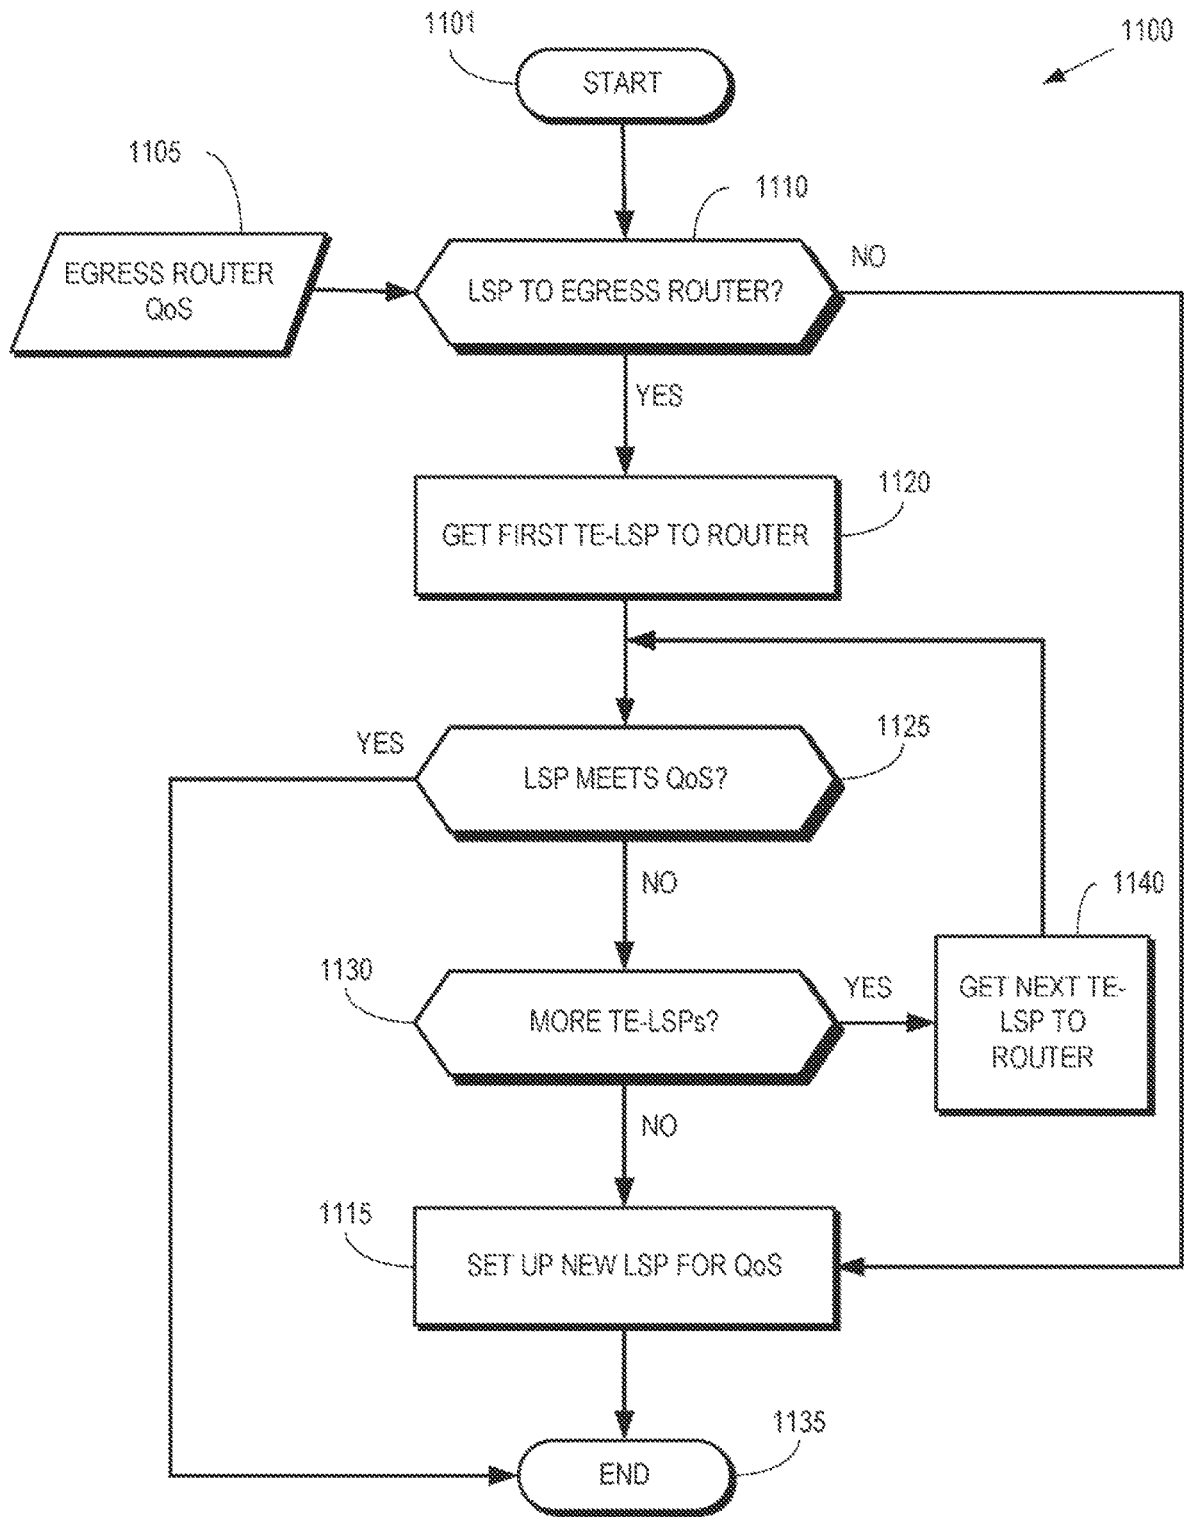 1101
1100
START
1105
1110
EGRESS ROUTER
QoS
LSP TO EGRESS ROUTER?
NO
YES
1120
GET FIRST TE-LSP TO ROUTER
YES
1125
LSP MEETS QoS?
NO
1140
1130
MORE TE-LSPs?
YES
GET NEXT TE-
LSP TO
ROUTER
NO
1115
SET UP NEW LSP FOR QoS
1135
END